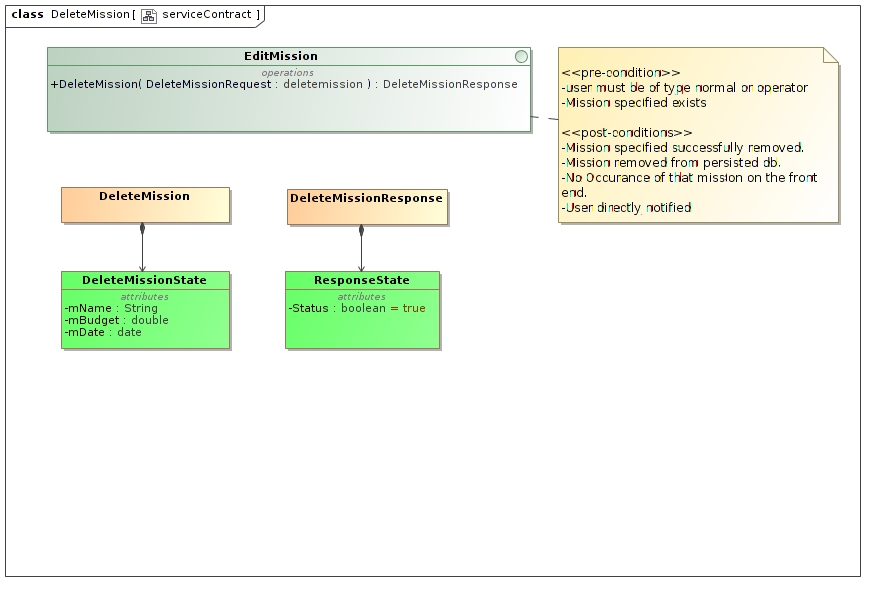 class DeleteMission[ serviceContract ]
EditMission
operations
+DeleteMission( DeleteMissionRequest : deletemission ) : DeleteMissionResponse
<<pre-condition>>
-user must be of type normal or operator
-Mission specified exists
<<post-conditions>>
-Mission specified successfully removed.
-Mission removed from persisted db.
-No Occurance of that mission on the front
end.
-User directly notified
DeleteMission
DeleteMissionResponse
DeleteMissionState
attributes
-mName : String
-mBudget : double
-mDate : date
ResponseState
attributes
-Status : boolean = true